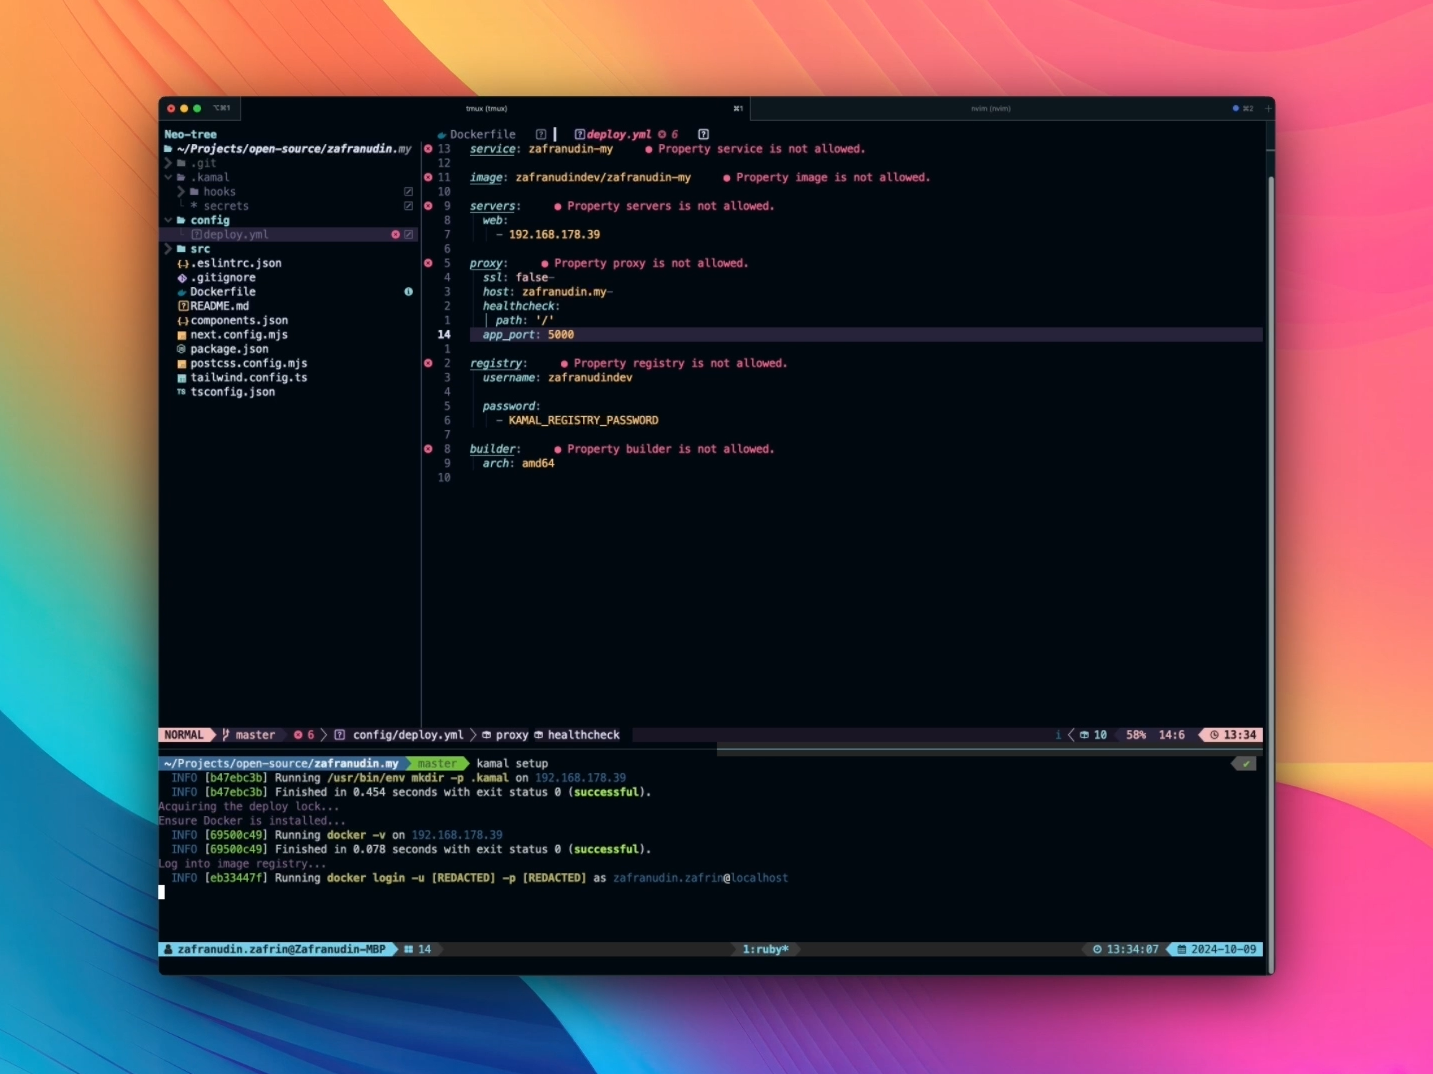 ⌥⌘1 tmux (tmux) ⌘1 nvim (nvim) ⌘2 +
Neo-tree
~/Projects/open-source/zafranudin.my
.git
.kamal
hooks
* secrets
config
deploy.yml
src
.eslintrc.json
.gitignore
Dockerfile
README.md
components.json
next.config.mjs
package.json
postcss.config.mjs
tailwind.config.ts
TS tsconfig.json
Dockerfile deploy.yml 6
13 service: zafranudin-my ● Property service is not allowed.
12
11 image: zafranudindev/zafranudin-my ● Property image is not allowed.
10
9 servers: ● Property servers is not allowed.
8 web:
7 - 192.168.178.39
6
5 proxy: ● Property proxy is not allowed.
4 ssl: false-
3 host: zafranudin.my-
2 healthcheck:
1 path: '/'
14 app_port: 5000
1
2 registry: ● Property registry is not allowed.
3 username: zafranudindev
4
5 password:
6 - KAMAL_REGISTRY_PASSWORD
7
8 builder: ● Property builder is not allowed.
9 arch: amd64
10
NORMAL master 6 config/deploy.yml proxy healthcheck i 10 58% 14:6 13:34
~/Projects/open-source/zafranudin.my master kamal setup ✔
INFO [b47ebc3b] Running /usr/bin/env mkdir -p .kamal on 192.168.178.39
INFO [b47ebc3b] Finished in 0.454 seconds with exit status 0 (successful).
Acquiring the deploy lock...
Ensure Docker is installed...
INFO [69500c49] Running docker -v on 192.168.178.39
INFO [69500c49] Finished in 0.078 seconds with exit status 0 (successful).
Log into image registry...
INFO [eb33447f] Running docker login -u [REDACTED] -p [REDACTED] as zafranudin.zafrin@localhost
zafranudin.zafrin@Zafranudin-MBP 14 1:ruby* 13:34:07 2024-10-09